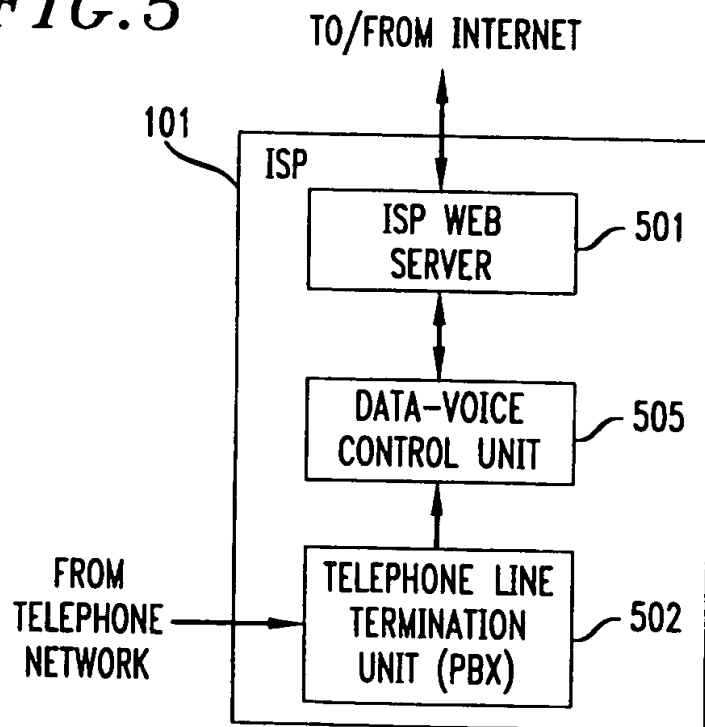 FIG. 5
TO/FROM INTERNET
101
ISP
ISP WEB
SERVER
501
DATA-VOICE
CONTROL UNIT
505
FROM
TELEPHONE
NETWORK
TELEPHONE LINE
TERMINATION
UNIT (PBX)
502